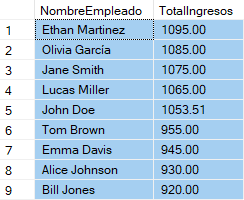 NombreEmpleado TotalIngresos
1 Ethan Martinez 1095.00
2 Olivia García 1085.00
3 Jane Smith 1075.00
4 Lucas Miller 1065.00
5 John Doe 1053.51
6 Tom Brown 955.00
7 Emma Davis 945.00
8 Alice Johnson 930.00
9 Bill Jones 920.00